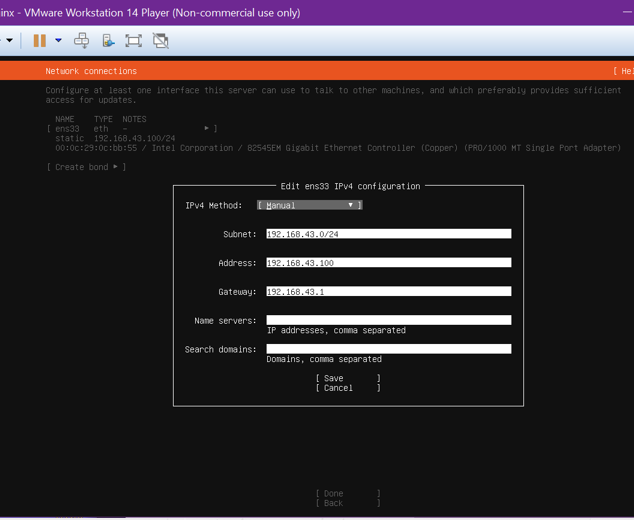 inx - VMware Workstation 14 Player (Non-commercial use only)
Network connections [ Hel
Configure at least one interface this server can use to talk to other machines, and which preferably provides sufficient
access for updates.
NAME TYPE NOTES
[ ens33 eth - ▸ ]
static 192.168.43.100/24
00:0c:29:0c:bb:55 / Intel Corporation / 82545EM Gigabit Ethernet Controller (Copper) (PRO/1000 MT Single Port Adapter)
[ Create bond ▸ ]
Edit ens33 IPv4 configuration
IPv4 Method: [ Manual ▾ ]
Subnet: 192.168.43.0/24
Address: 192.168.43.100
Gateway: 192.168.43.1
Name servers:
IP addresses, comma separated
Search domains:
Domains, comma separated
[ Save ]
[ Cancel ]
[ Done ]
[ Back ]